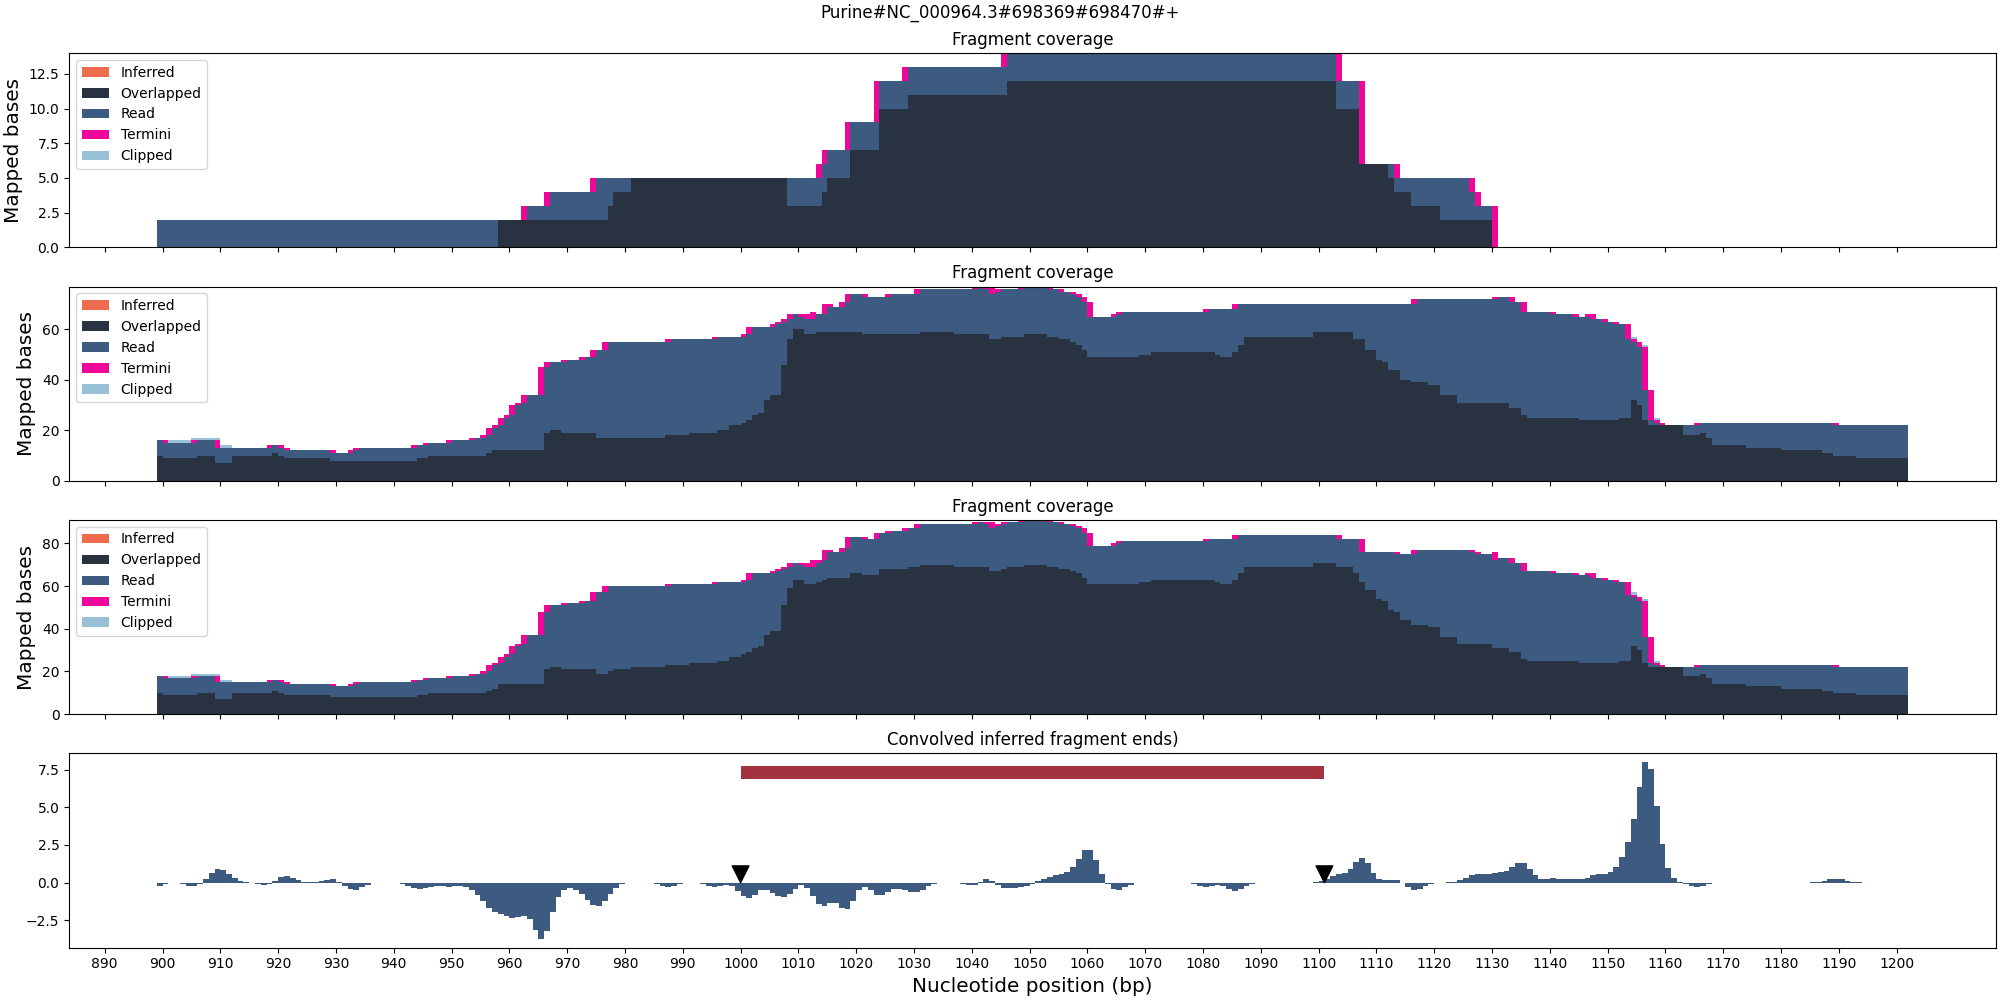 Purine#NC_000964.3#698369#698470#+
Fragment coverage
Mapped bases
12.5
10.0
7.5
5.0
2.5
0.0
Inferred
Overlapped
Read
Termini
Clipped
Fragment coverage
Mapped bases
60
40
20
0
Inferred
Overlapped
Read
Termini
Clipped
Fragment coverage
Mapped bases
80
60
40
20
0
Inferred
Overlapped
Read
Termini
Clipped
Convolved inferred fragment ends)
7.5
5.0
2.5
0.0
−2.5
890 900 910 920 930 940 950 960 970 980 990 1000 1010 1020 1030 1040 1050 1060 1070 1080 1090 1100 1110 1120 1130 1140 1150 1160 1170 1180 1190 1200
Nucleotide position (bp)